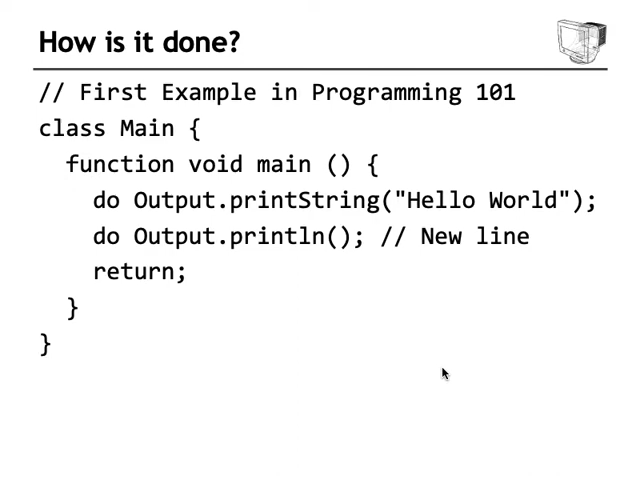 How is it done?
// First Example in Programming 101
class Main {
function void main () {
do Output.printString("Hello World");
do Output.println(); // New line
return;
}
}